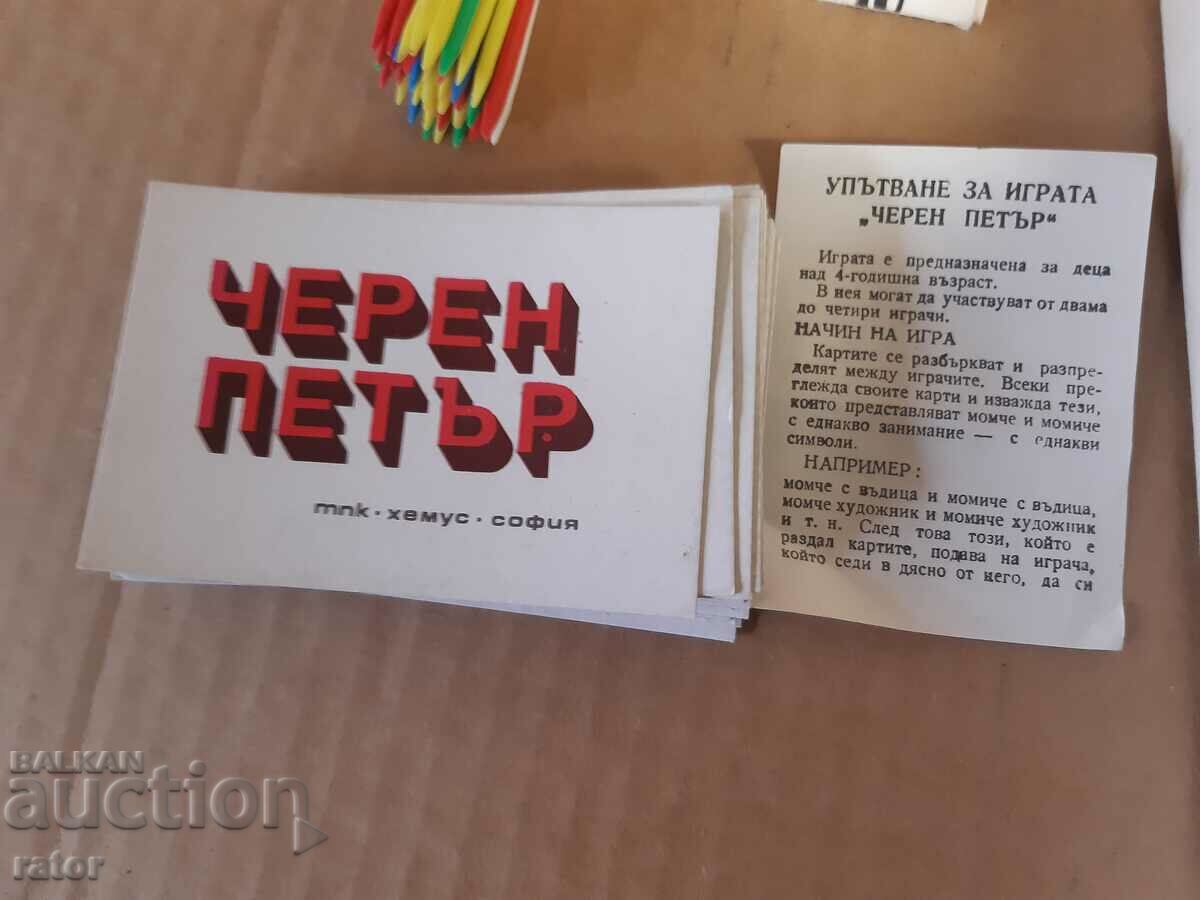 ЧЕРЕН
ПЕТЪР
тпк · хемус · софия
УПЪТВАНЕ ЗА ИГРАТА
„ЧЕРЕН ПЕТЪР“
Играта е предназначена за деца
над 4-годишна възраст.
В нея могат да участвуват от двама
до четири играчи.
НАЧИН НА ИГРА
Картите се разбъркват и разпре-
делят между играчите. Всеки пре-
глежда своите карти и изважда тези,
които представляват момче и момиче
с еднакво занимание — с еднакви
символи.
НАПРИМЕР:
момче с въдица и момиче с въдица,
момче художник и момиче художник
и т. н. След това този, който е
раздал картите, подава на играча,
който седи в дясно от него, да си
BALKAN
auction
rator